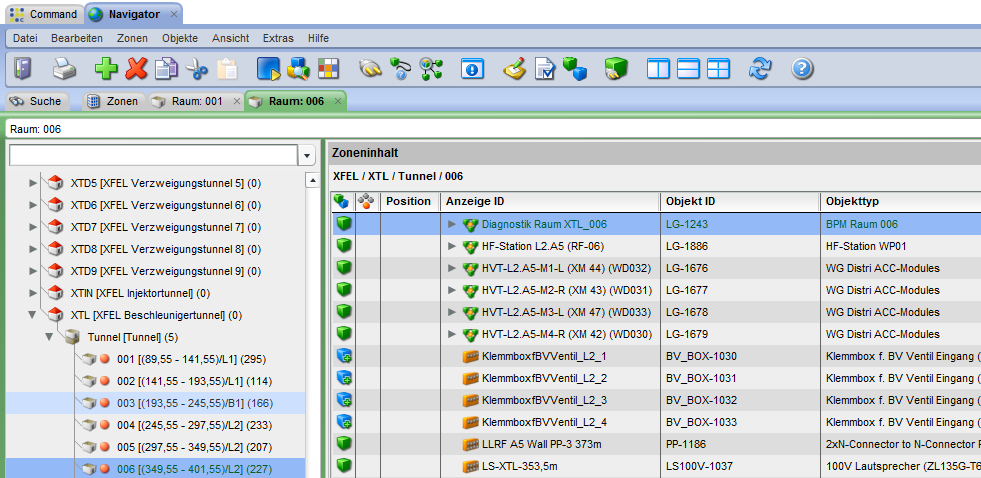 Command Navigator ×
Datei Bearbeiten Zonen Objekte Ansicht Extras Hilfe
Suche Zonen Raum: 001 × Raum: 006 ×
Raum: 006
XTD5 [XFEL Verzweigungstunnel 5] (0)
XTD6 [XFEL Verzweigungstunnel 6] (0)
XTD7 [XFEL Verzweigungstunnel 7] (0)
XTD8 [XFEL Verzweigungstunnel 8] (0)
XTD9 [XFEL Verzweigungstunnel 9] (0)
XTIN [XFEL Injektortunnel] (0)
XTL [XFEL Beschleunigertunnel] (0)
Tunnel [Tunnel] (5)
001 [(89,55 - 141,55)/L1] (295)
002 [(141,55 - 193,55)/L1] (114)
003 [(193,55 - 245,55)/B1] (166)
004 [(245,55 - 297,55)/L2] (233)
005 [(297,55 - 349,55)/L2] (207)
006 [(349,55 - 401,55)/L2] (227)
Zoneninhalt
XFEL / XTL / Tunnel / 006
Position Anzeige ID Objekt ID Objekttyp
Diagnostik Raum XTL_006 LG-1243 BPM Raum 006
HF-Station L2.A5 (RF-06) LG-1886 HF-Station WP01
HVT-L2.A5-M1-L (XM 44) (WD032) LG-1676 WG Distri ACC-Modules
HVT-L2.A5-M2-R (XM 43) (WD031) LG-1677 WG Distri ACC-Modules
HVT-L2.A5-M3-L (XM 47) (WD033) LG-1678 WG Distri ACC-Modules
HVT-L2.A5-M4-R (XM 42) (WD030) LG-1679 WG Distri ACC-Modules
KlemmboxfBVVentil_L2_1 BV_BOX-1030 Klemmbox f. BV Ventil Eingang (
KlemmboxfBVVentil_L2_2 BV_BOX-1031 Klemmbox f. BV Ventil Eingang (
KlemmboxfBVVentil_L2_3 BV_BOX-1032 Klemmbox f. BV Ventil Eingang (
KlemmboxfBVVentil_L2_4 BV_BOX-1033 Klemmbox f. BV Ventil Eingang (
LLRF A5 Wall PP-3 373m PP-1186 2xN-Connector to N-Connector F
LS-XTL-353,5m LS100V-1037 100V Lautsprecher (ZL135G-T6